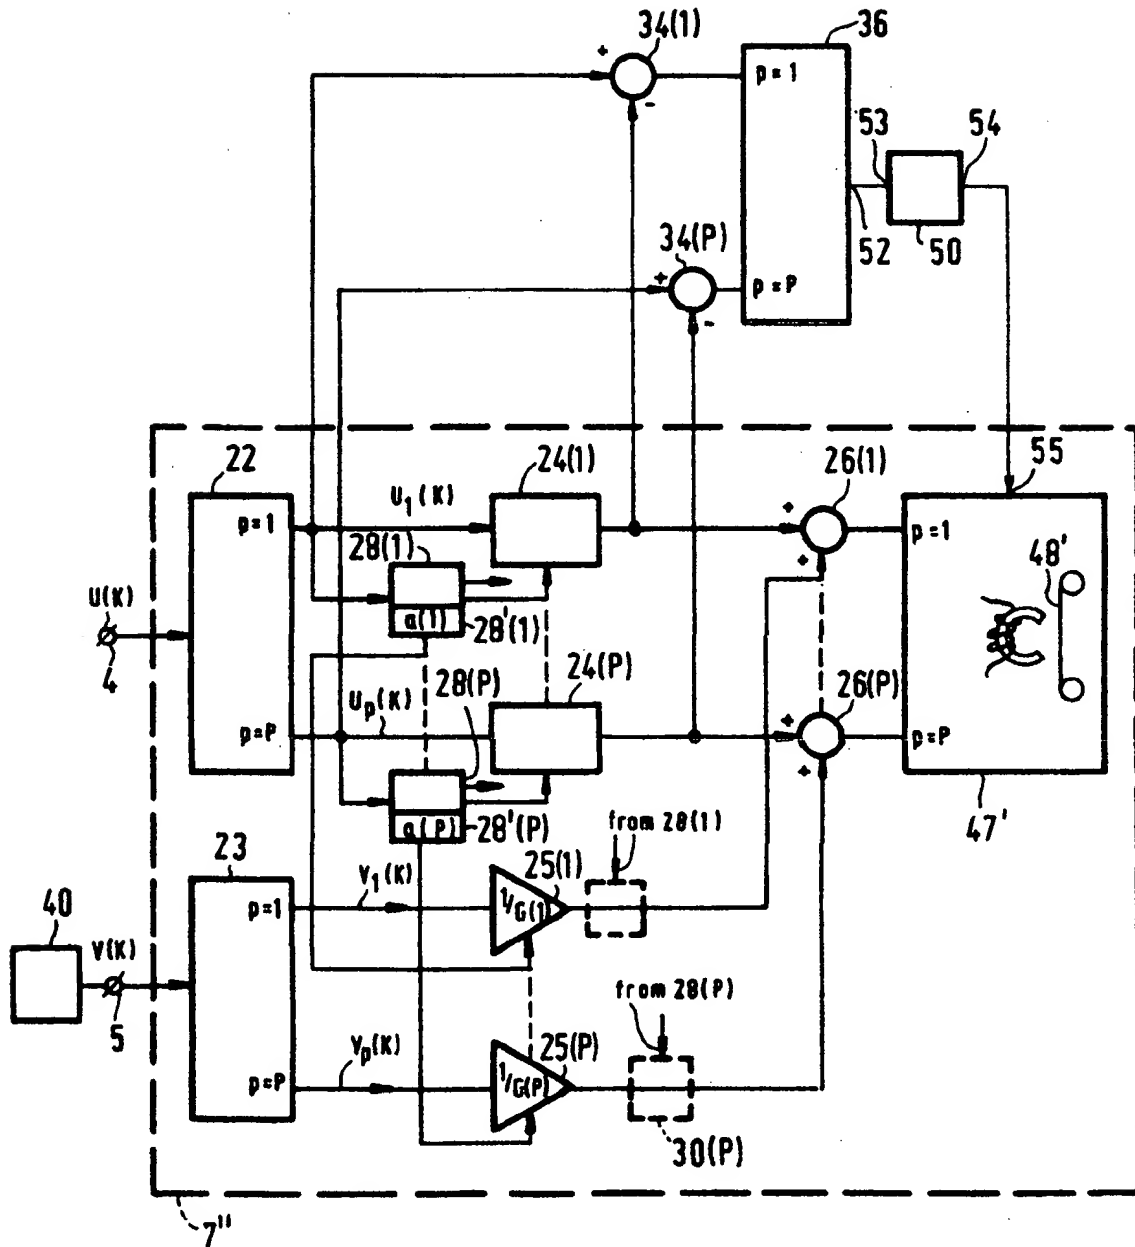 34(1)
36
+
-
p=1
53
54
34(P)
+
-
p=P
52
50
22
24(1)
26(1)
55
p=1
U₁(K)
+
+
p=1
28(1)
48'
U(K)
a(1)
28'(1)
4
28(P)
24(P)
26(P)
Up(K)
p=P
+
+
p=P
a(P)
28'(P)
from 28(1)
47'
23
V₁(K)
25(1)
p=1
1/G(1)
40
V(K)
from 28(P)
5
Vp(K)
25(P)
p=P
1/G(P)
30(P)
7"